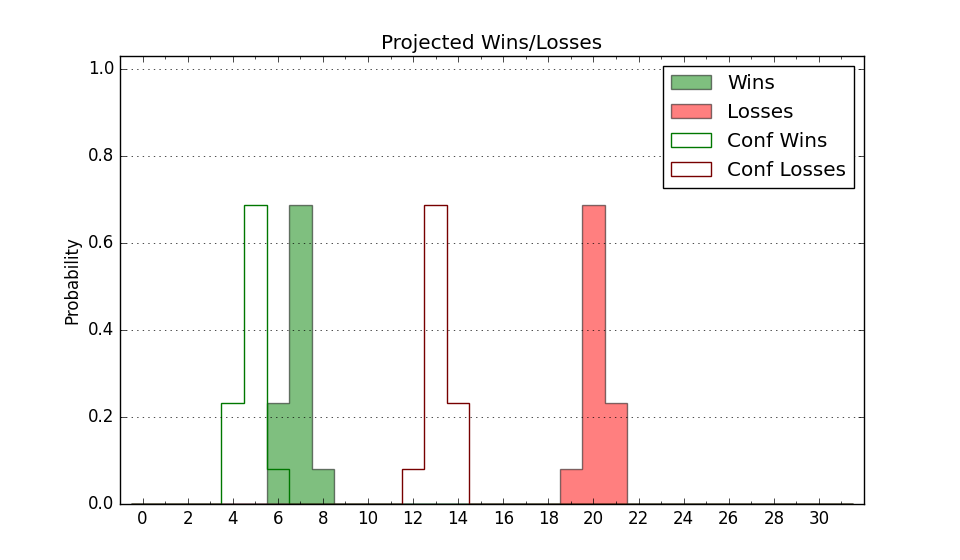 Projected Wins/Losses
1.0
0.8
0.6
0.4
0.2
0.0
Probability
Wins
Losses
Conf Wins
Conf Losses
0 2 4 6 8 10 12 14 16 18 20 22 24 26 28 30